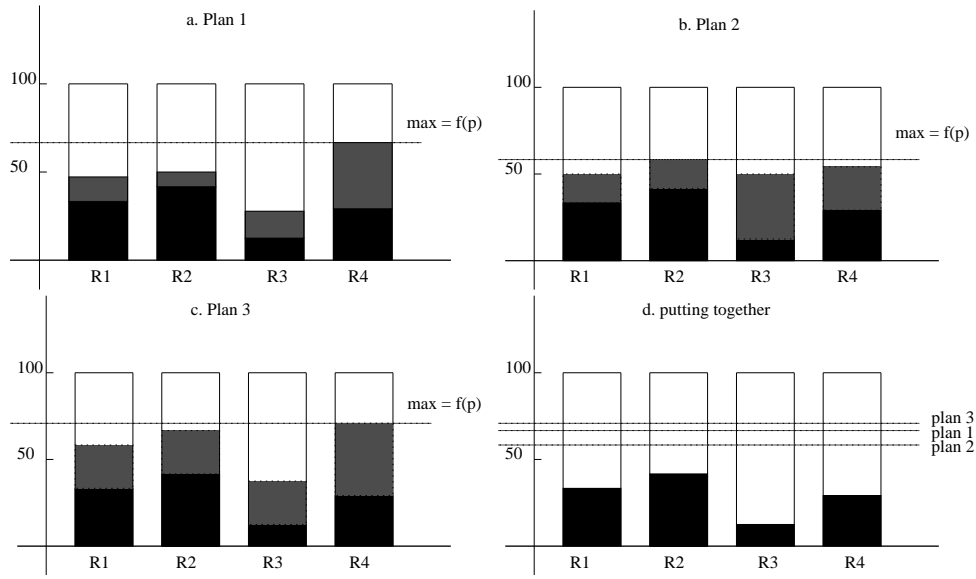 a. Plan 1
100
50
max = f(p)
R1 R2 R3 R4
b. Plan 2
100
50
max = f(p)
R1 R2 R3 R4
c. Plan 3
100
50
max = f(p)
R1 R2 R3 R4
d. putting together
100
50
plan 3
plan 1
plan 2
R1 R2 R3 R4